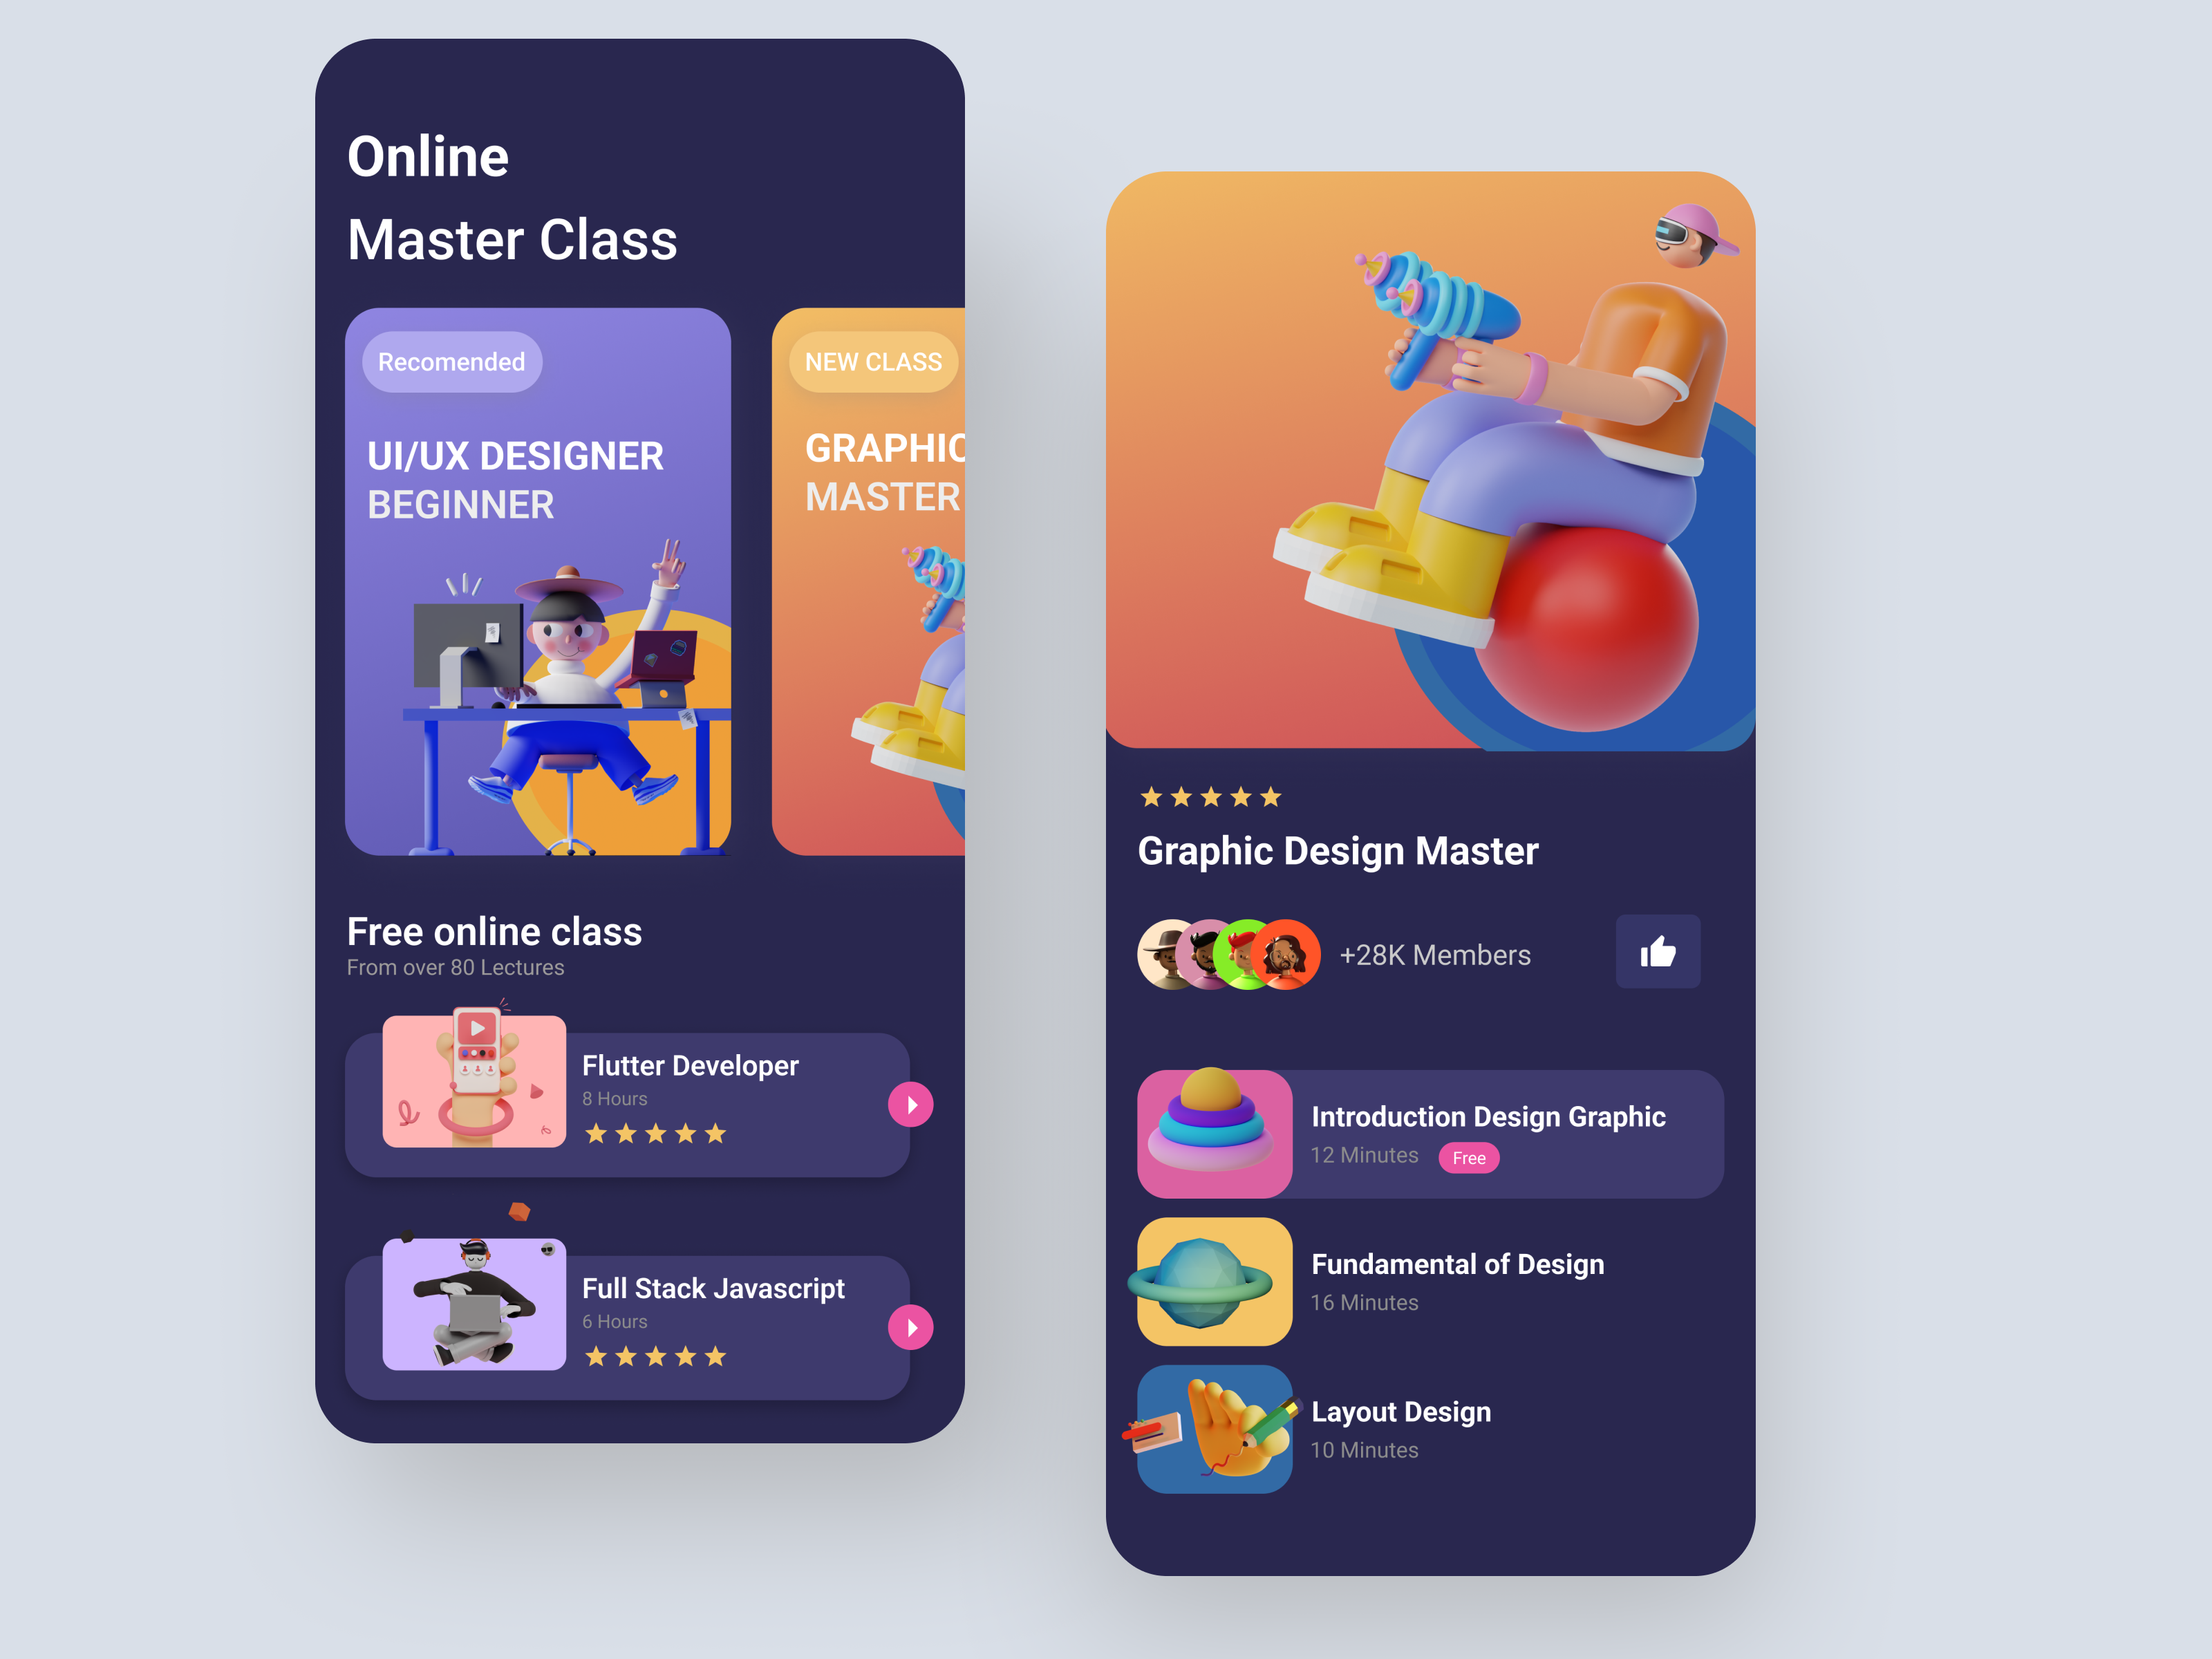 Online
Master Class
Recomended
UI/UX DESIGNER
BEGINNER
NEW CLASS
GRAPHIC
MASTER
Free online class
From over 80 Lectures
Flutter Developer
8 Hours
Full Stack Javascript
6 Hours
Graphic Design Master
+28K Members
Introduction Design Graphic
12 Minutes
Free
Fundamental of Design
16 Minutes
Layout Design
10 Minutes